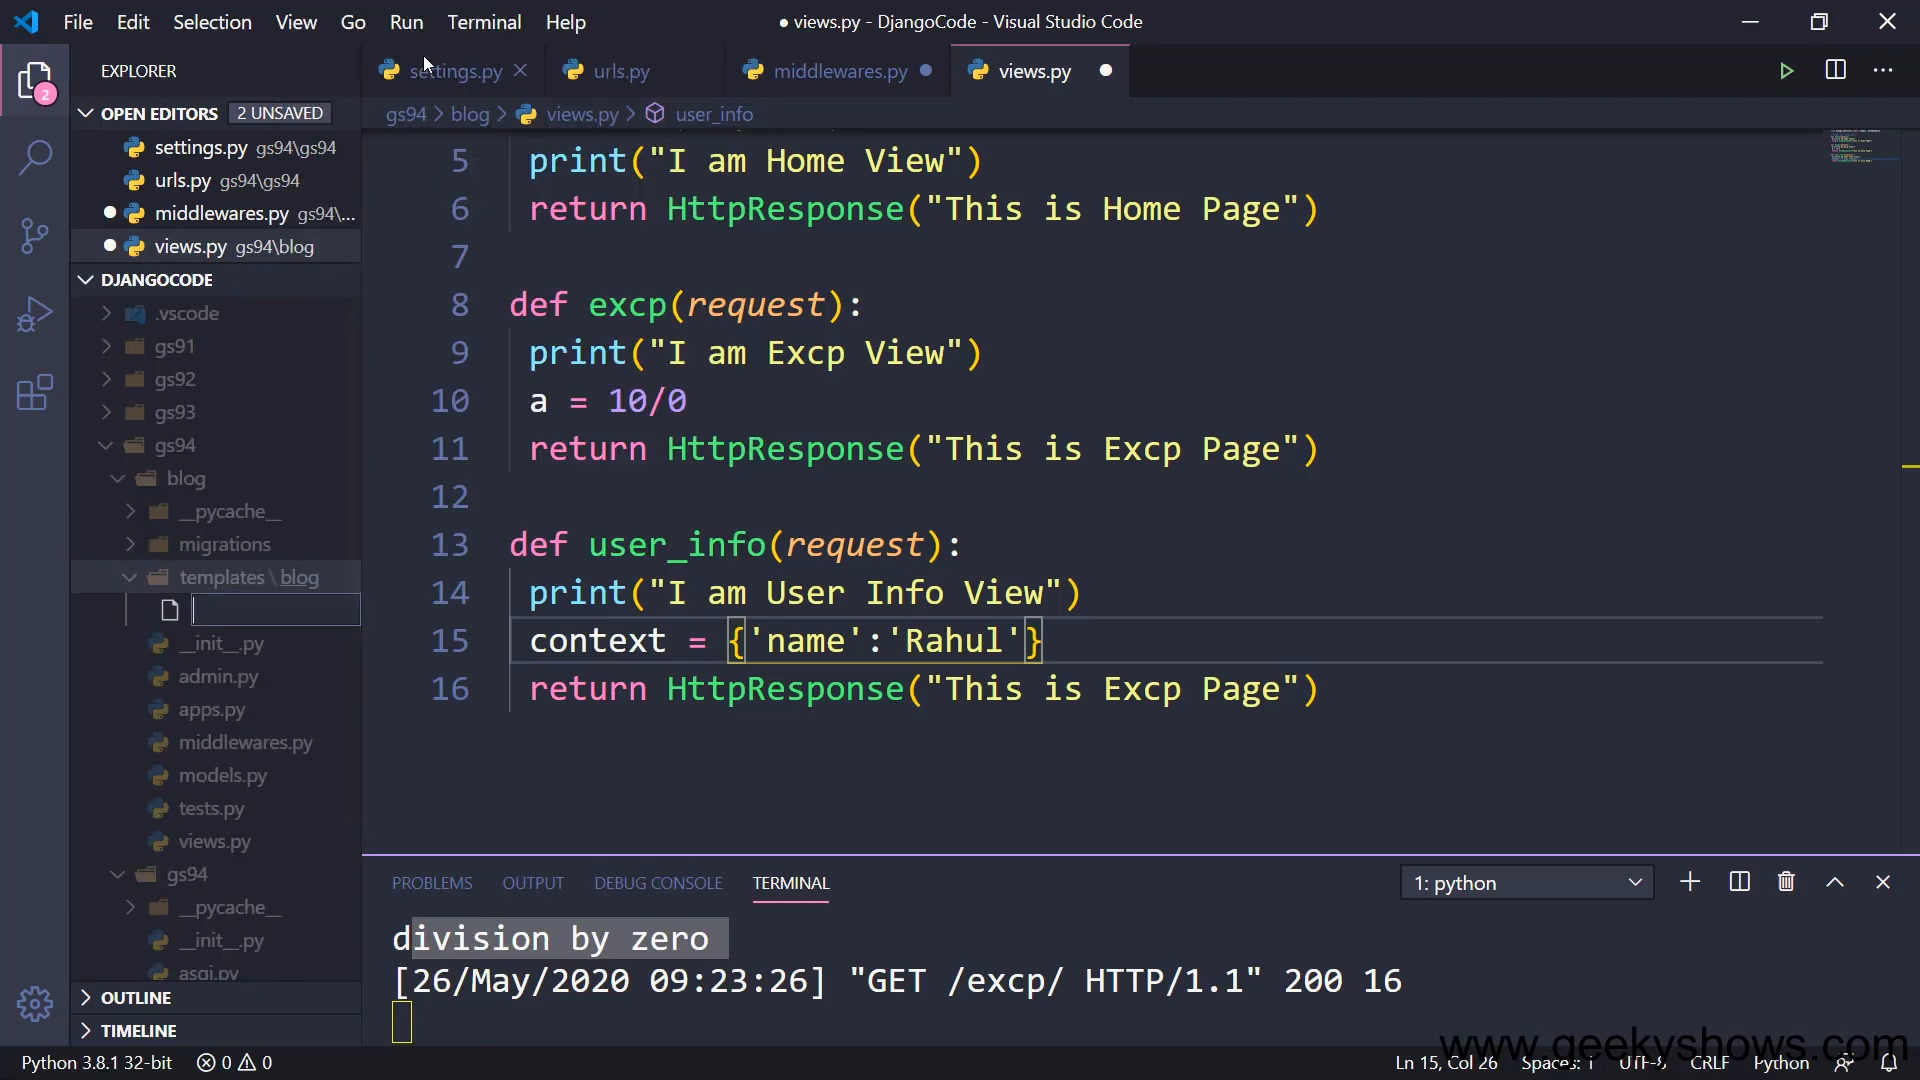 File Edit Selection View Go Run Terminal Help
● views.py - DjangoCode - Visual Studio Code
EXPLORER
2
OPEN EDITORS 2 UNSAVED
settings.py gs94\gs94
urls.py gs94\gs94
middlewares.py gs94\...
views.py gs94\blog
DJANGOCODE
.vscode
gs91
gs92
gs93
gs94
blog
__pycache__
migrations
templates\blog
__init__.py
admin.py
apps.py
middlewares.py
models.py
tests.py
views.py
gs94
__pycache__
__init__.py
asgi.py
OUTLINE
TIMELINE
settings.py urls.py middlewares.py views.py
gs94 > blog > views.py > user_info
5 print("I am Home View")
6 return HttpResponse("This is Home Page")
7
8 def excp(request):
9 print("I am Excp View")
10 a = 10/0
11 return HttpResponse("This is Excp Page")
12
13 def user_info(request):
14 print("I am User Info View")
15 context = {'name':'Rahul'}
16 return HttpResponse("This is Excp Page")
PROBLEMS OUTPUT DEBUG CONSOLE TERMINAL 1: python
division by zero
[26/May/2020 09:23:26] "GET /excp/ HTTP/1.1" 200 16
www.geekyshows.com
Python 3.8.1 32-bit 0 0 Ln 15, Col 26 Spaces: 1 UTF-8 CRLF Python